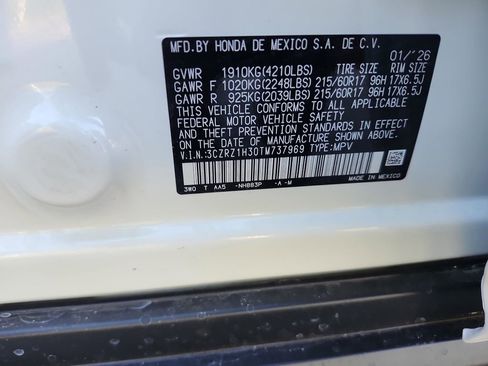 MFD.BY HONDA DE MEXICO S.A. DE C.V.
01/'26
GVWR 1910KG(4210LBS) TIRE SIZE RIM SIZE
GAWR F 1020KG(2248LBS) 215/60R17 96H 17X6.5J
GAWR R 925KG(2039LBS) 215/60R17 96H 17X6.5J
THIS VEHICLE CONFORMS TO ALL APPLICABLE
FEDERAL MOTOR VEHICLE SAFETY
STANDARDS IN EFFECT
ON THE DATE OF MANUFACTURE SHOWN ABOVE.
V.I.N.:3CZRZ1H30TM737969 TYPE:MPV
3W0 T AA5 -NH883P -A -M
MADE IN MEXICO